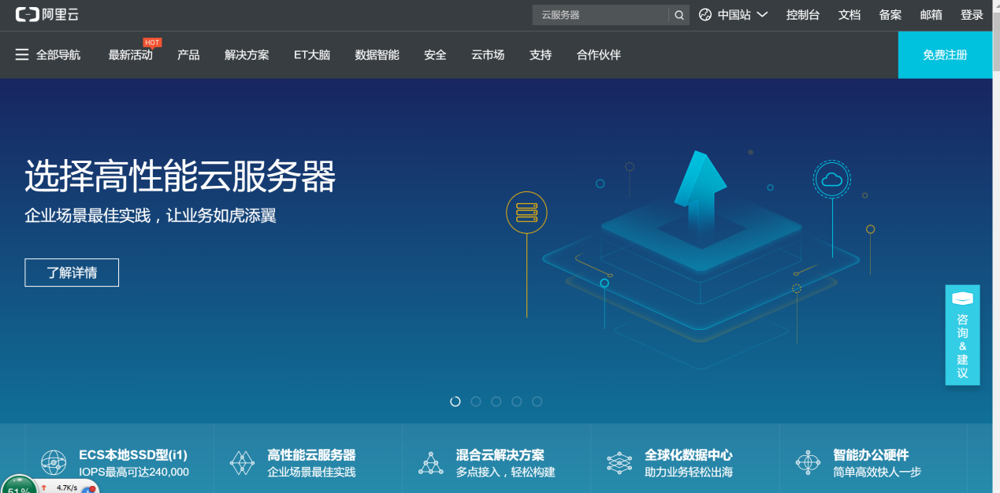 阿里云
云服务器
中国站
控制台
文档
备案
邮箱
登录
全部导航
最新活动
HOT
产品
解决方案
ET大脑
数据智能
安全
云市场
支持
合作伙伴
免费注册
选择高性能云服务器
企业场景最佳实践，让业务如虎添翼
了解详情
咨
询
&
建
议
ECS本地SSD型(i1)
IOPS最高可达240,000
高性能云服务器
企业场景最佳实践
混合云解决方案
多点接入，轻松构建
全球化数据中心
助力业务轻松出海
智能办公硬件
简单高效快人一步
51%
4.7K/s